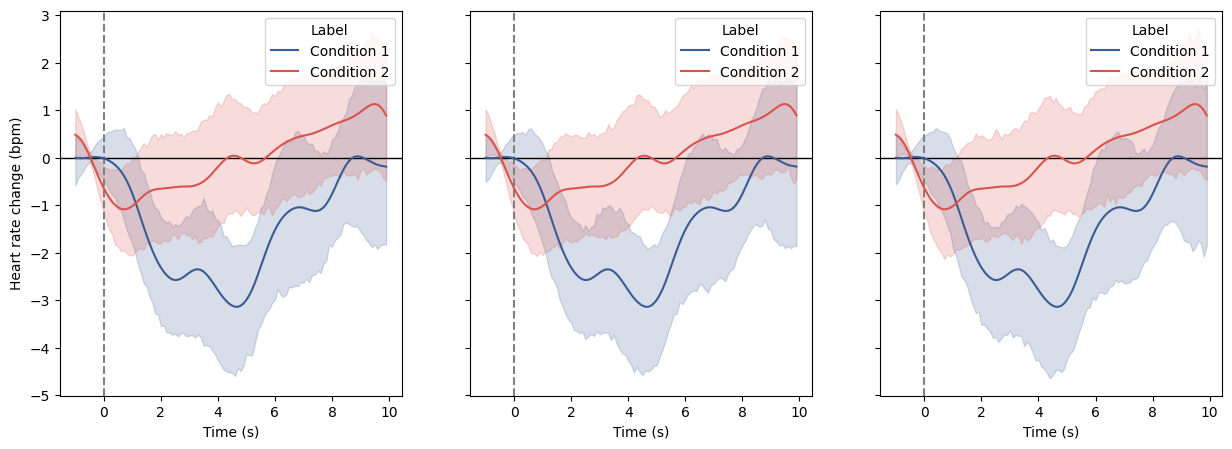 Heart rate change (bpm)
3
2
1
0
−1
−2
−3
−4
−5
Label
Condition 1
Condition 2
0 2 4 6 8 10
Time (s)
Label
Condition 1
Condition 2
0 2 4 6 8 10
Time (s)
Label
Condition 1
Condition 2
0 2 4 6 8 10
Time (s)